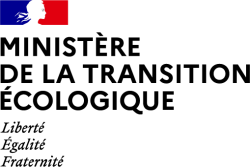 MINISTÈRE
DE LA TRANSITION
ÉCOLOGIQUE
Liberté
Égalité
Fraternité